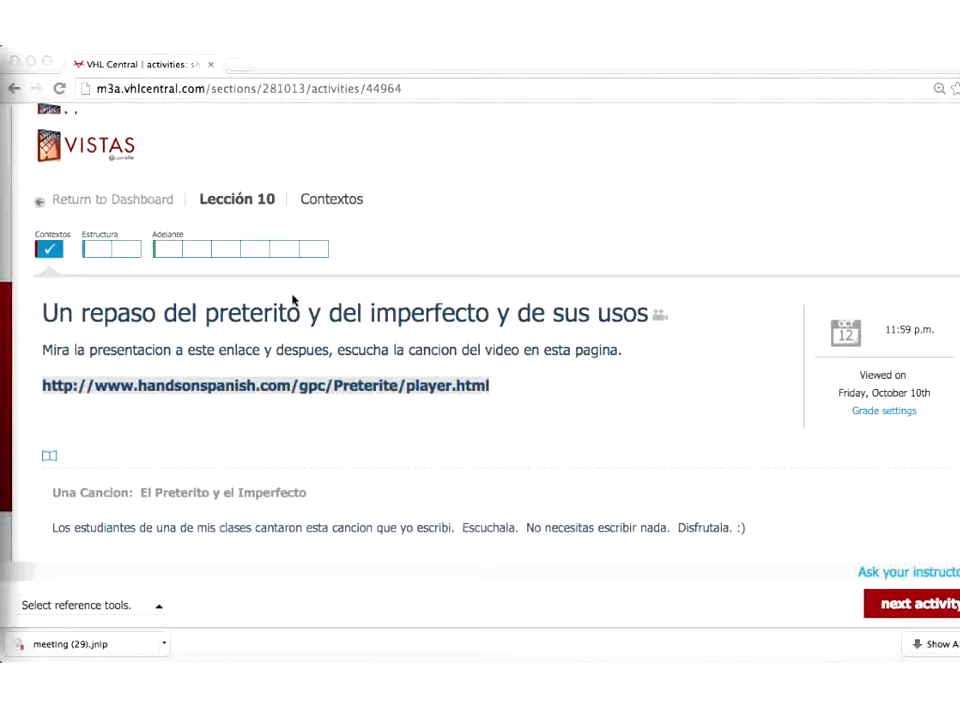 VHL Central | activities: sh
m3a.vhlcentral.com/sections/281013/activities/44964
VISTAS
Return to Dashboard
Lección 10
Contextos
Contextos
Estructura
Adelante
Un repaso del preterito y del imperfecto y de sus usos
Mira la presentacion a este enlace y despues, escucha la cancion del video en esta pagina.
http://www.handsonspanish.com/gpc/Preterite/player.html
OCT
12
11:59 p.m.
Viewed on
Friday, October 10th
Grade settings
Una Cancion: El Preterito y el Imperfecto
Los estudiantes de una de mis clases cantaron esta cancion que yo escribi. Escuchala. No necesitas escribir nada. Disfrutala. :)
Ask your instructo
Select reference tools.
next activity
meeting (29).jnlp
Show A